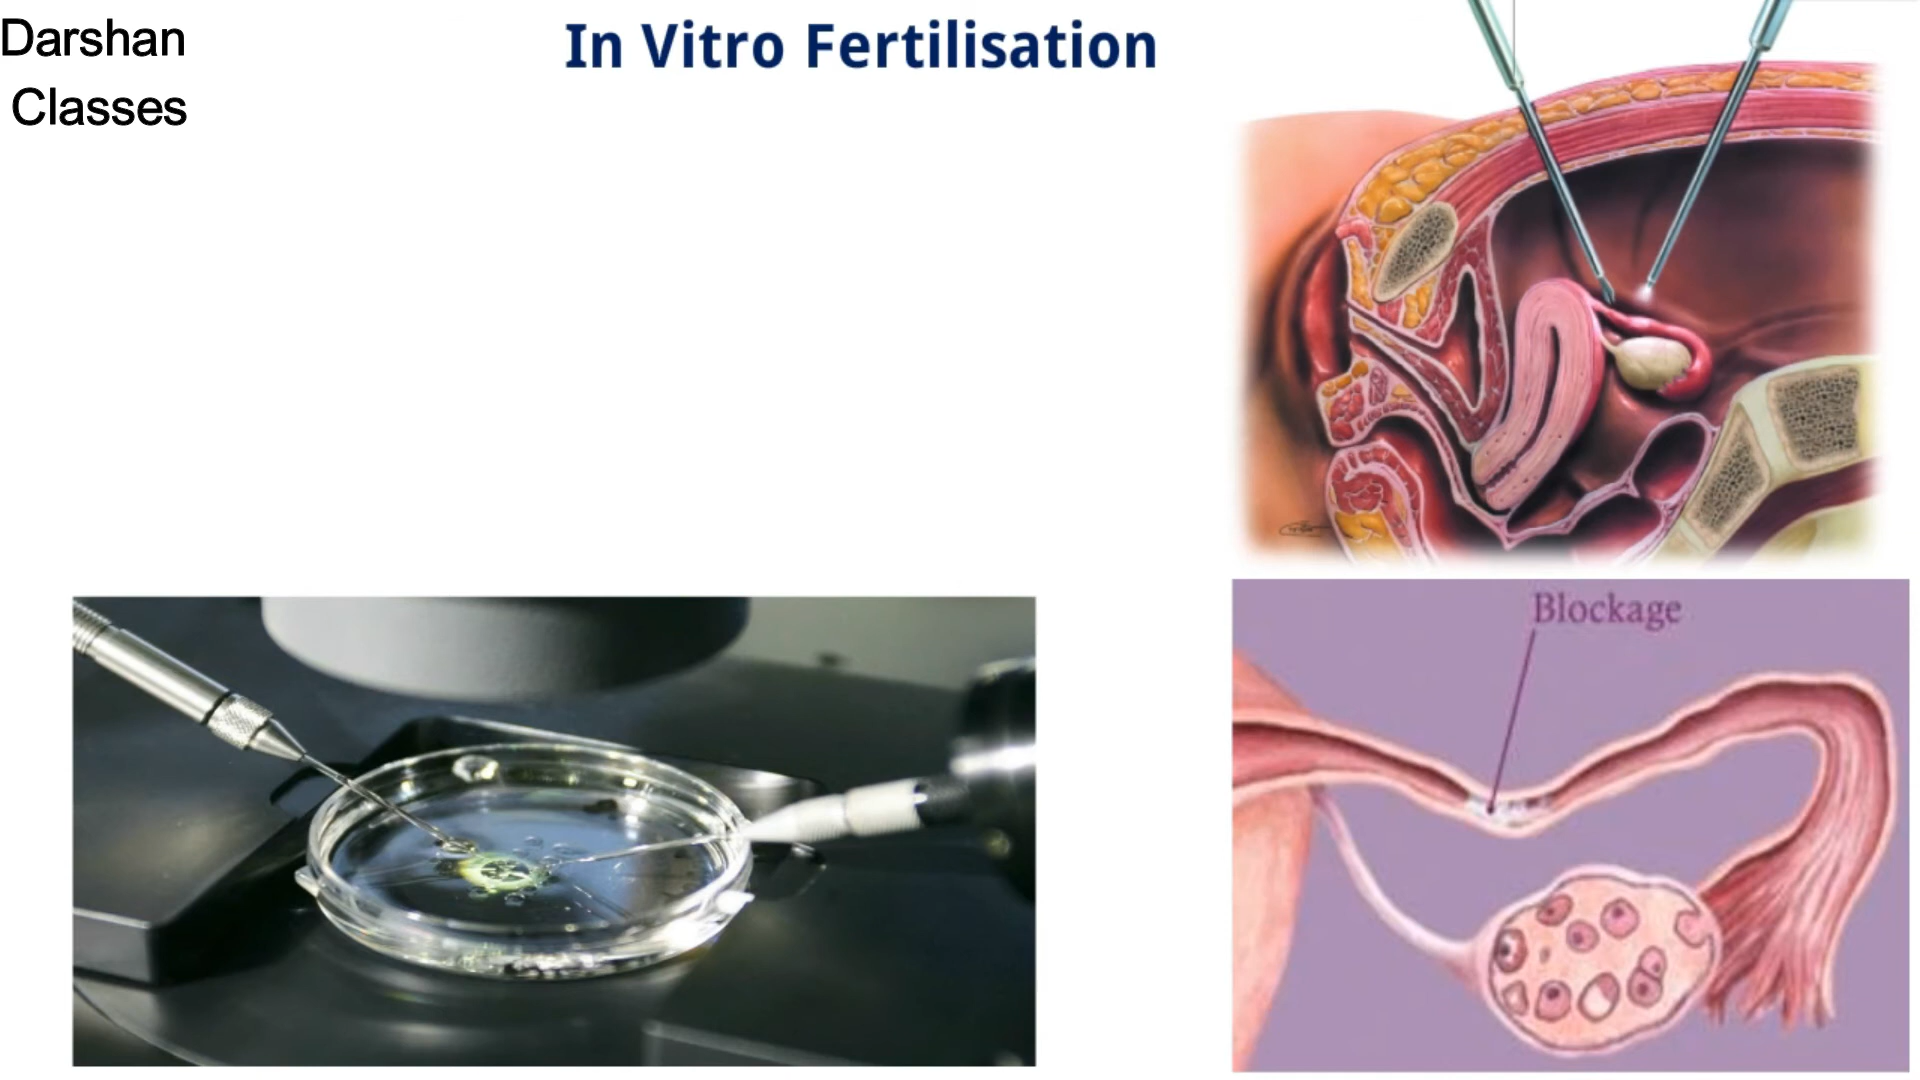 Darshan
Classes
In Vitro Fertilisation
Blockage